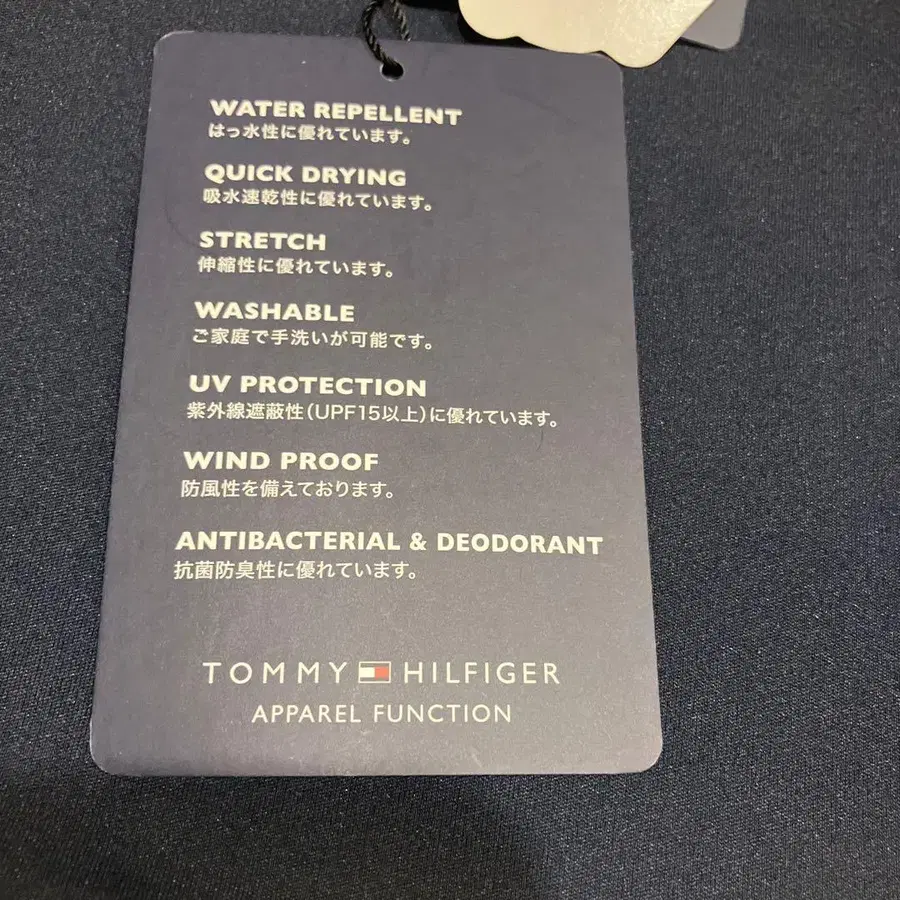 WATER REPELLENT
はっ水性に優れています。
QUICK DRYING
吸水速乾性に優れています。
STRETCH
伸縮性に優れています。
WASHABLE
ご家庭で手洗いが可能です。
UV PROTECTION
紫外線遮蔽性(UPF15以上)に優れています。
WIND PROOF
防風性を備えております。
ANTIBACTERIAL & DEODORANT
抗菌防臭性に優れています。
TOMMY HILFIGER
APPAREL FUNCTION